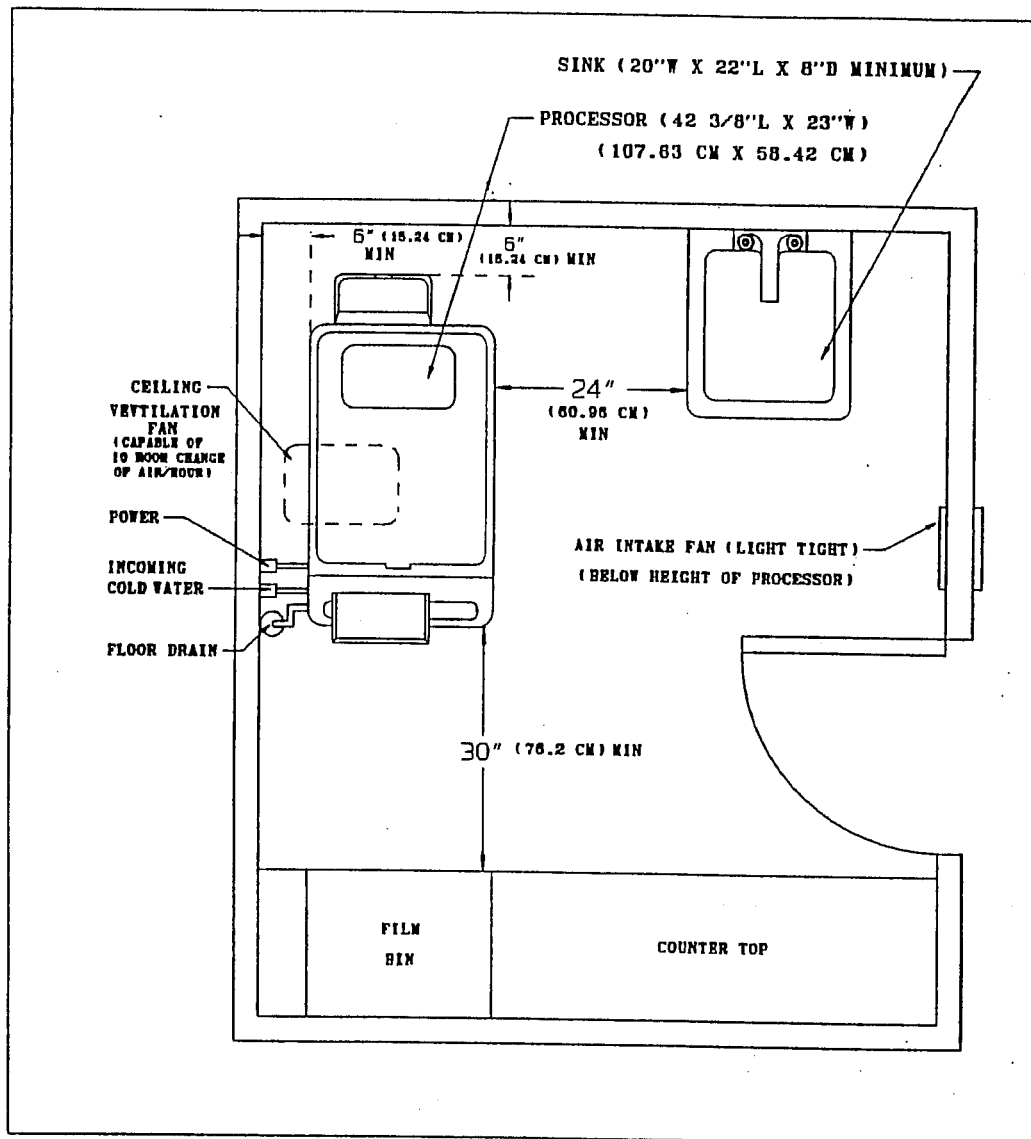 SINK (20"W X 22"L X 8"D MINIMUM)
PROCESSOR (42 3/8"L X 23"W)
(107.63 CM X 58.42 CM)
6" (15.24 CM)
MIN
6"
(15.24 CM) MIN
24"
(60.96 CM)
MIN
CEILING
VEVTILATION
FAN
(CAPABLE OF
10 ROOM CHANGE
OF AIR/HOUR)
POWER
INCOMING
COLD WATER
FLOOR DRAIN
AIR INTAKE FAN (LIGHT TIGHT)
(BELOW HEIGHT OF PROCESSOR)
30" (76.2 CM) MIN
FILM
BIN
COUNTER TOP